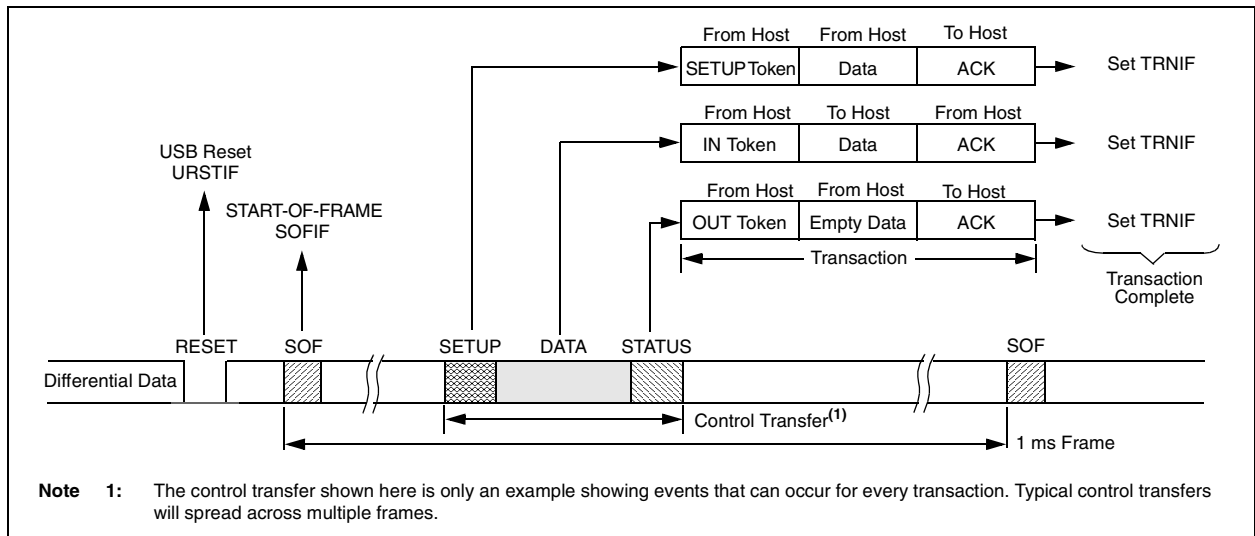 From Host From Host To Host
SETUP Token Data ACK Set TRNIF
From Host To Host From Host
IN Token Data ACK Set TRNIF
USB Reset
URSTIF
From Host From Host To Host
START-OF-FRAME
SOFIF
OUT Token Empty Data ACK Set TRNIF
Transaction
Transaction
Complete
RESET SOF SETUP DATA STATUS SOF
Differential Data
Control Transfer(1)
1 ms Frame
Note 1: The control transfer shown here is only an example showing events that can occur for every transaction. Typical control transfers
will spread across multiple frames.